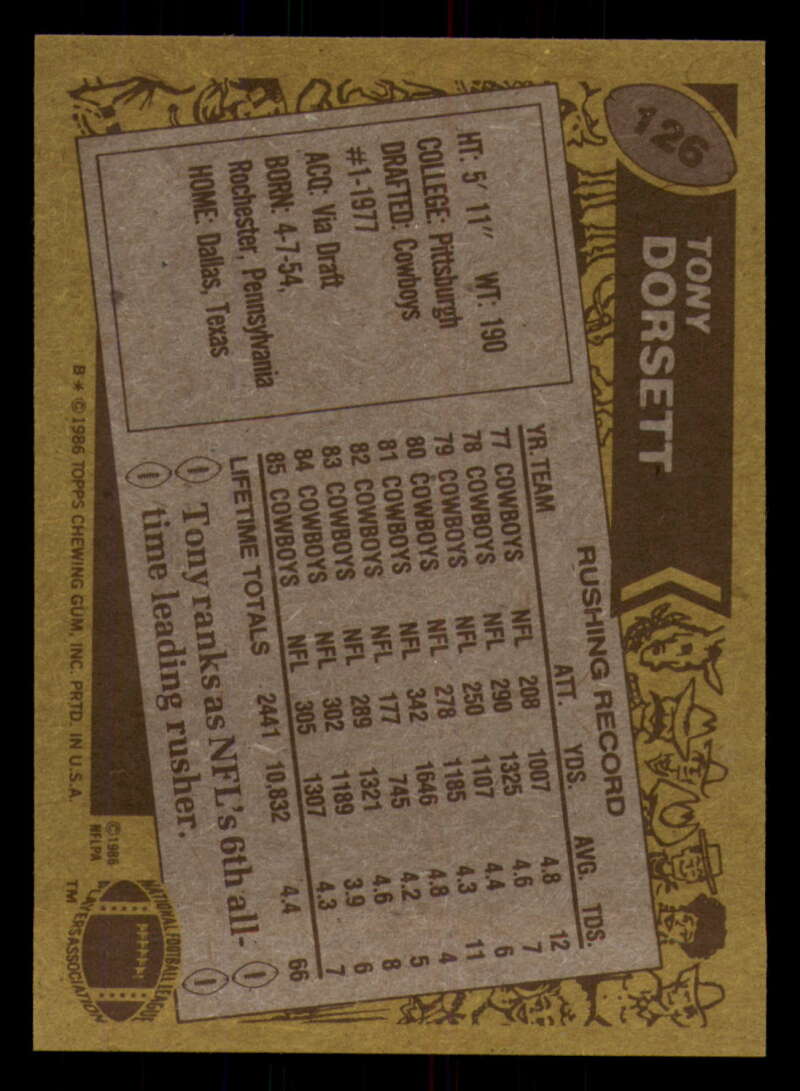 126
TONY
DORSETT
HT: 5' 11" WT: 190
COLLEGE: Pittsburgh
DRAFTED: Cowboys
#1-1977
ACQ: Via Draft
BORN: 4-7-54,
Rochester, Pennsylvania
HOME: Dallas, Texas
RUSHING RECORD
YR. TEAM ATT. YDS. AVG. TDS.
77 COWBOYS NFL 208 1007 4.8 12
78 COWBOYS NFL 290 1325 4.6 7
79 COWBOYS NFL 250 1107 4.4 6
80 COWBOYS NFL 278 1185 4.3 11
81 COWBOYS NFL 342 1646 4.8 4
82 COWBOYS NFL 177 745 4.2 5
83 COWBOYS NFL 289 1321 4.6 8
84 COWBOYS NFL 302 1189 3.9 6
85 COWBOYS NFL 305 1307 4.3 7
LIFETIME TOTALS 2441 10,832 4.4 66
Tony ranks as NFL's 6th all-
time leading rusher.
B * ©1986 TOPPS CHEWING GUM, INC. PRTD. IN U.S.A.
©1986
NFLPA
NATIONAL FOOTBALL LEAGUE
PLAYERS ASSOCIATION
TM